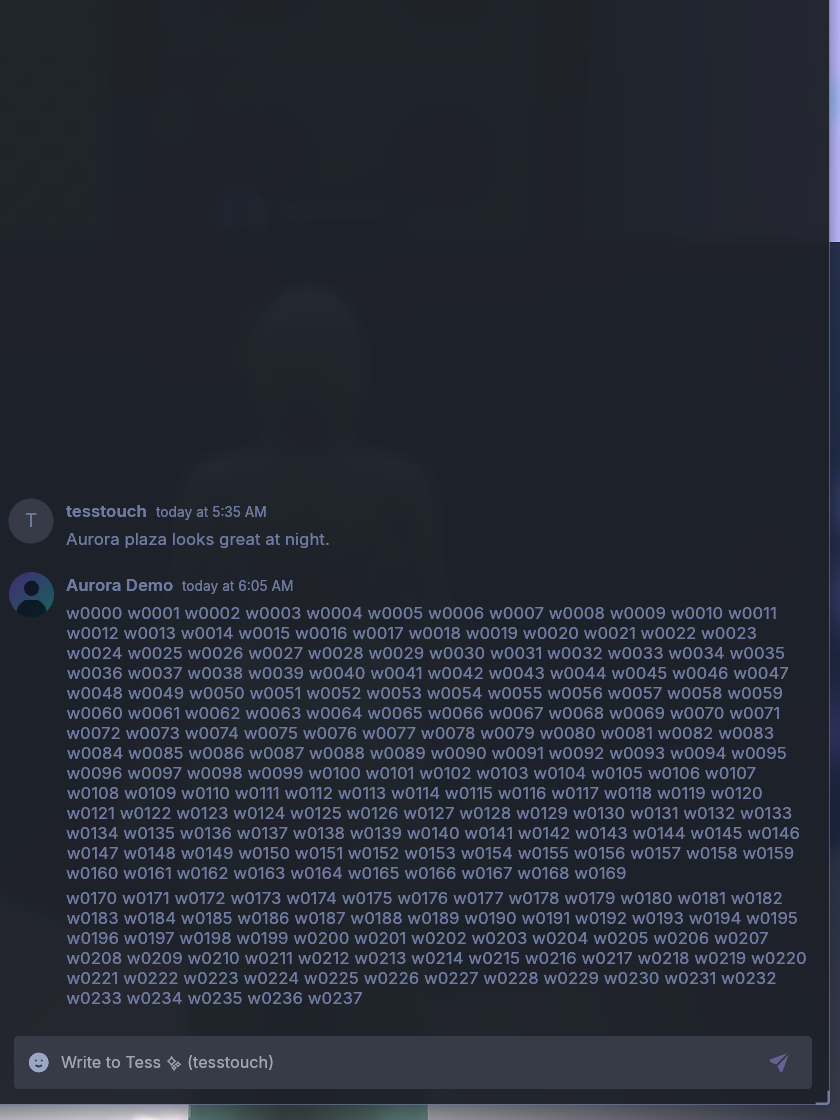 T
tesstouch today at 5:35 AM
Aurora plaza looks great at night.
Aurora Demo today at 6:05 AM
w0000 w0001 w0002 w0003 w0004 w0005 w0006 w0007 w0008 w0009 w0010 w0011
w0012 w0013 w0014 w0015 w0016 w0017 w0018 w0019 w0020 w0021 w0022 w0023
w0024 w0025 w0026 w0027 w0028 w0029 w0030 w0031 w0032 w0033 w0034 w0035
w0036 w0037 w0038 w0039 w0040 w0041 w0042 w0043 w0044 w0045 w0046 w0047
w0048 w0049 w0050 w0051 w0052 w0053 w0054 w0055 w0056 w0057 w0058 w0059
w0060 w0061 w0062 w0063 w0064 w0065 w0066 w0067 w0068 w0069 w0070 w0071
w0072 w0073 w0074 w0075 w0076 w0077 w0078 w0079 w0080 w0081 w0082 w0083
w0084 w0085 w0086 w0087 w0088 w0089 w0090 w0091 w0092 w0093 w0094 w0095
w0096 w0097 w0098 w0099 w0100 w0101 w0102 w0103 w0104 w0105 w0106 w0107
w0108 w0109 w0110 w0111 w0112 w0113 w0114 w0115 w0116 w0117 w0118 w0119 w0120
w0121 w0122 w0123 w0124 w0125 w0126 w0127 w0128 w0129 w0130 w0131 w0132 w0133
w0134 w0135 w0136 w0137 w0138 w0139 w0140 w0141 w0142 w0143 w0144 w0145 w0146
w0147 w0148 w0149 w0150 w0151 w0152 w0153 w0154 w0155 w0156 w0157 w0158 w0159
w0160 w0161 w0162 w0163 w0164 w0165 w0166 w0167 w0168 w0169
w0170 w0171 w0172 w0173 w0174 w0175 w0176 w0177 w0178 w0179 w0180 w0181 w0182
w0183 w0184 w0185 w0186 w0187 w0188 w0189 w0190 w0191 w0192 w0193 w0194 w0195
w0196 w0197 w0198 w0199 w0200 w0201 w0202 w0203 w0204 w0205 w0206 w0207
w0208 w0209 w0210 w0211 w0212 w0213 w0214 w0215 w0216 w0217 w0218 w0219 w0220
w0221 w0222 w0223 w0224 w0225 w0226 w0227 w0228 w0229 w0230 w0231 w0232
w0233 w0234 w0235 w0236 w0237
Write to Tess ✨ (tesstouch)